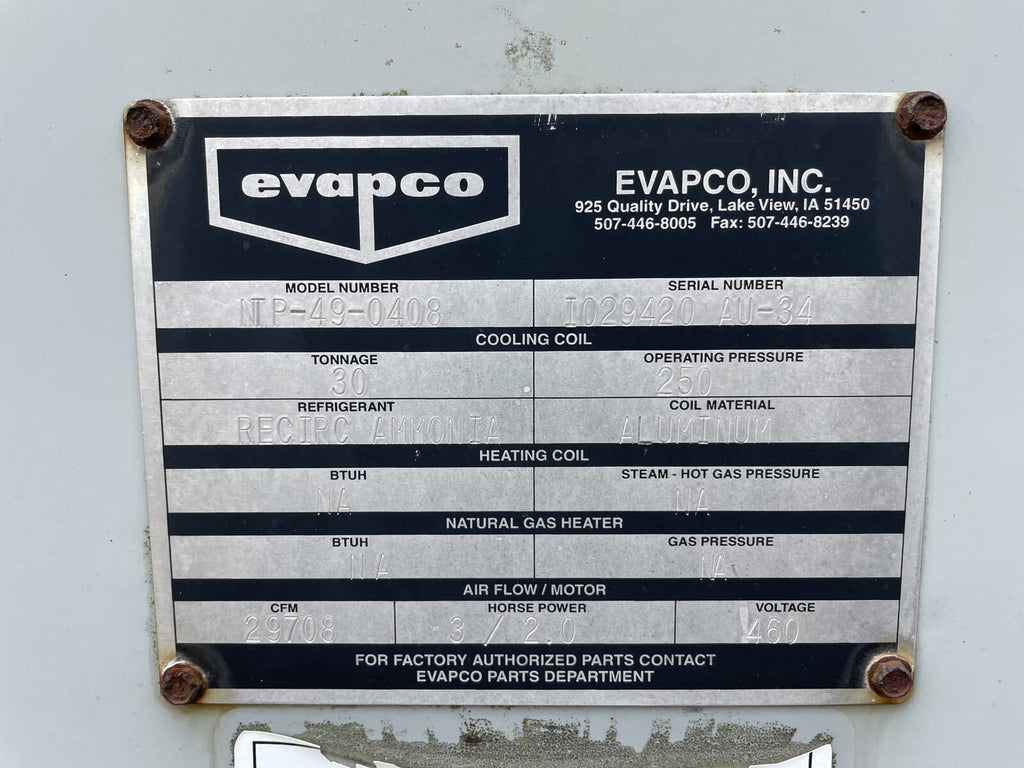 evapco
EVAPCO, INC.
925 Quality Drive, Lake View, IA 51450
507-446-8005 Fax: 507-446-8239
MODEL NUMBER SERIAL NUMBER
NTP-49-0408 I029420 AU-34
COOLING COIL
TONNAGE OPERATING PRESSURE
30 250
REFRIGERANT COIL MATERIAL
RECIRC AMMONIA ALUMINUM
HEATING COIL
BTUH STEAM - HOT GAS PRESSURE
NA NA
NATURAL GAS HEATER
BTUH GAS PRESSURE
NA NA
AIR FLOW / MOTOR
CFM HORSE POWER VOLTAGE
29708 3 / 2.0 460
FOR FACTORY AUTHORIZED PARTS CONTACT
EVAPCO PARTS DEPARTMENT